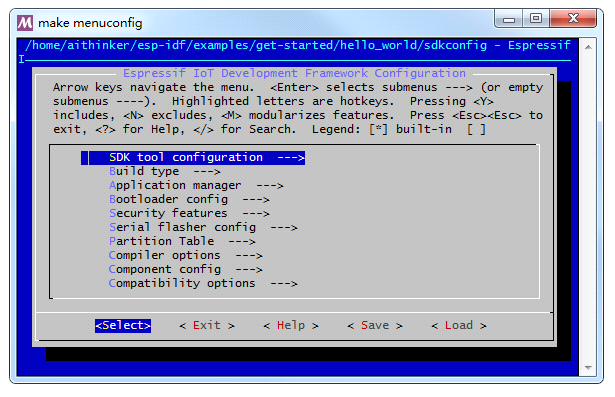 make menuconfig
/home/aithinker/esp-idf/examples/get-started/hello_world/sdkconfig - Espressif
I
Espressif IoT Development Framework Configuration
Arrow keys navigate the menu. <Enter> selects submenus ---> (or empty
submenus ----). Highlighted letters are hotkeys. Pressing <Y>
includes, <N> excludes, <M> modularizes features. Press <Esc><Esc> to
exit, <?> for Help, </> for Search. Legend: [*] built-in [ ]
SDK tool configuration --->
Build type --->
Application manager --->
Bootloader config --->
Security features --->
Serial flasher config --->
Partition Table --->
Compiler options --->
Component config --->
Compatibility options --->
<Select> < Exit > < Help > < Save > < Load >